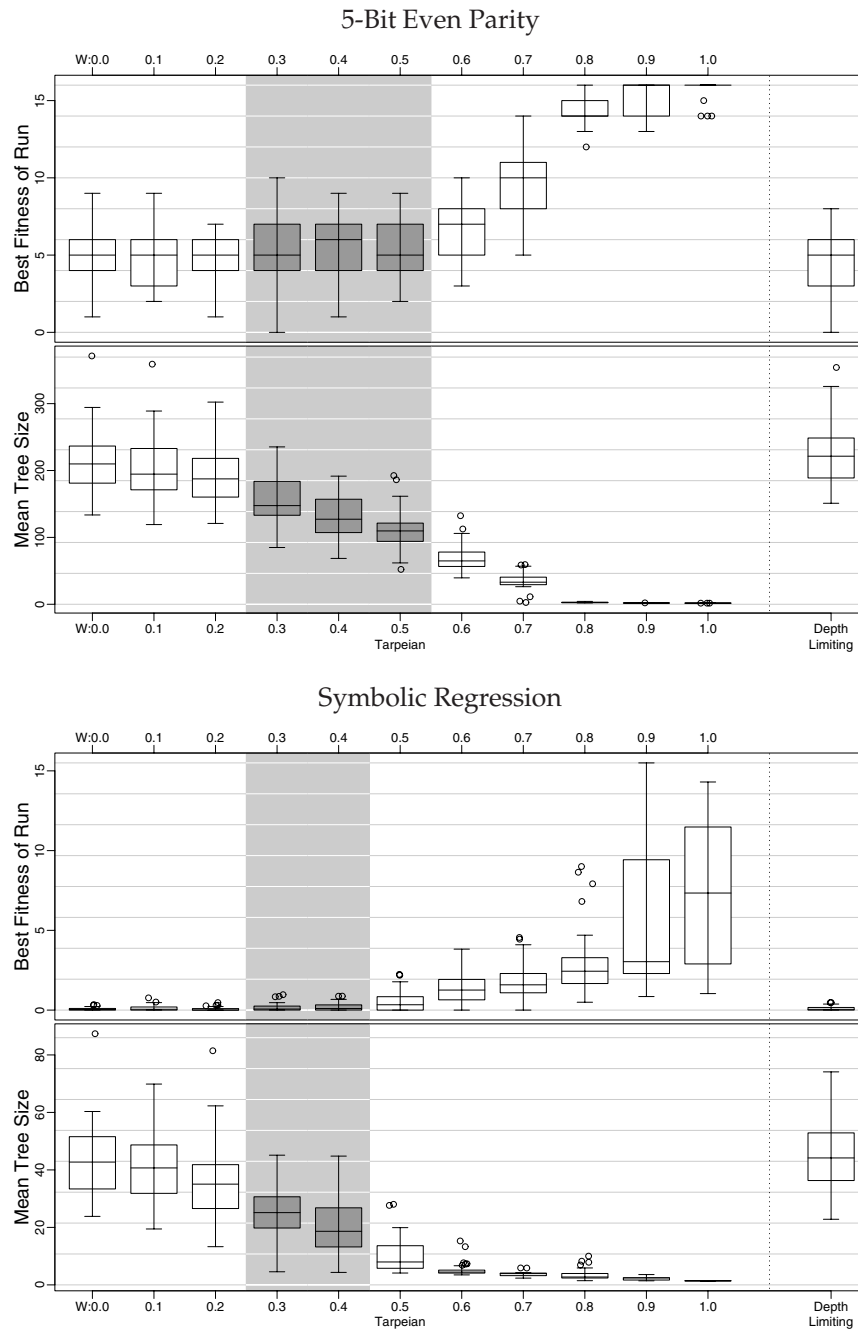 5-Bit Even Parity
W:0.0 0.1 0.2 0.3 0.4 0.5 0.6 0.7 0.8 0.9 1.0
Best Fitness of Run
15
10
5
0
Mean Tree Size
300
200
100
0
W:0.0 0.1 0.2 0.3 0.4 0.5 0.6 0.7 0.8 0.9 1.0 Depth
Tarpeian Limiting
Symbolic Regression
W:0.0 0.1 0.2 0.3 0.4 0.5 0.6 0.7 0.8 0.9 1.0
Best Fitness of Run
15
10
5
0
Mean Tree Size
80
60
40
20
0
W:0.0 0.1 0.2 0.3 0.4 0.5 0.6 0.7 0.8 0.9 1.0 Depth
Tarpeian Limiting